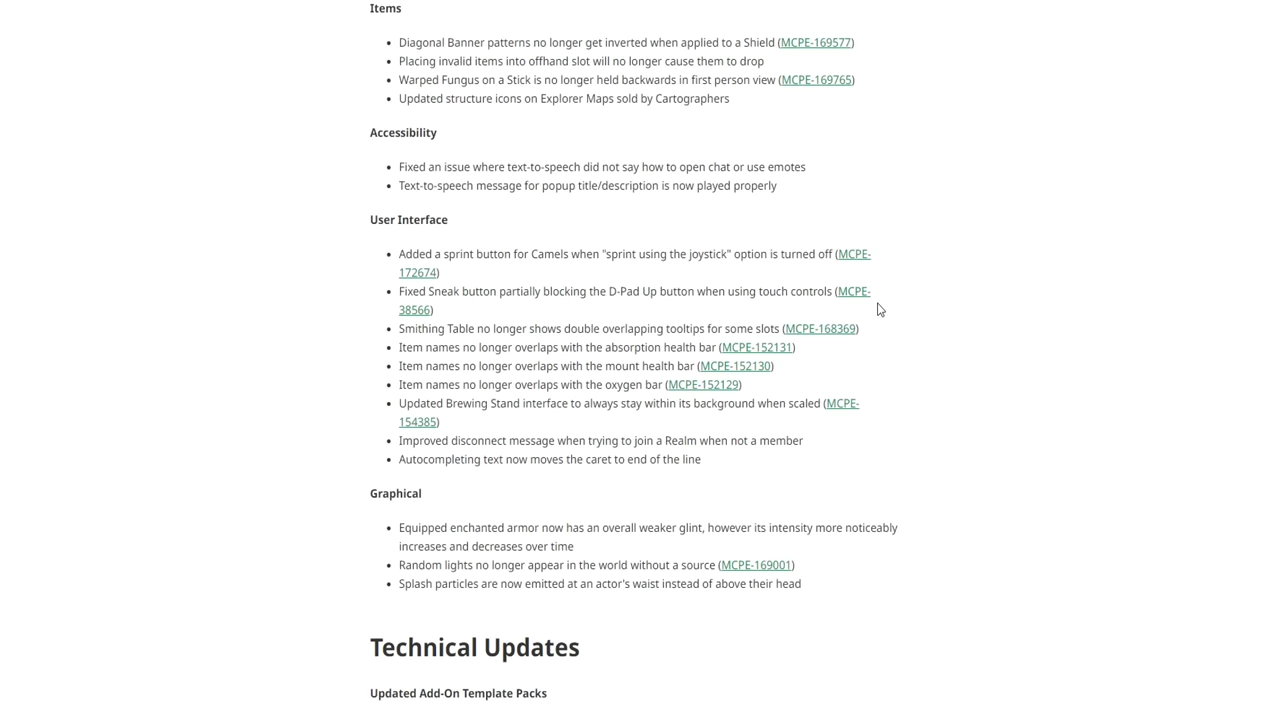 Items
Diagonal Banner patterns no longer get inverted when applied to a Shield (MCPE-169577)
Placing invalid items into offhand slot will no longer cause them to drop
Warped Fungus on a Stick is no longer held backwards in first person view (MCPE-169765)
Updated structure icons on Explorer Maps sold by Cartographers
Accessibility
Fixed an issue where text-to-speech did not say how to open chat or use emotes
Text-to-speech message for popup title/description is now played properly
User Interface
Added a sprint button for Camels when "sprint using the joystick" option is turned off (MCPE-
172674)
Fixed Sneak button partially blocking the D-Pad Up button when using touch controls (MCPE-
38566)
Smithing Table no longer shows double overlapping tooltips for some slots (MCPE-168369)
Item names no longer overlaps with the absorption health bar (MCPE-152131)
Item names no longer overlaps with the mount health bar (MCPE-152130)
Item names no longer overlaps with the oxygen bar (MCPE-152129)
Updated Brewing Stand interface to always stay within its background when scaled (MCPE-
154385)
Improved disconnect message when trying to join a Realm when not a member
Autocompleting text now moves the caret to end of the line
Graphical
Equipped enchanted armor now has an overall weaker glint, however its intensity more noticeably
increases and decreases over time
Random lights no longer appear in the world without a source (MCPE-169001)
Splash particles are now emitted at an actor's waist instead of above their head
Technical Updates
Updated Add-On Template Packs